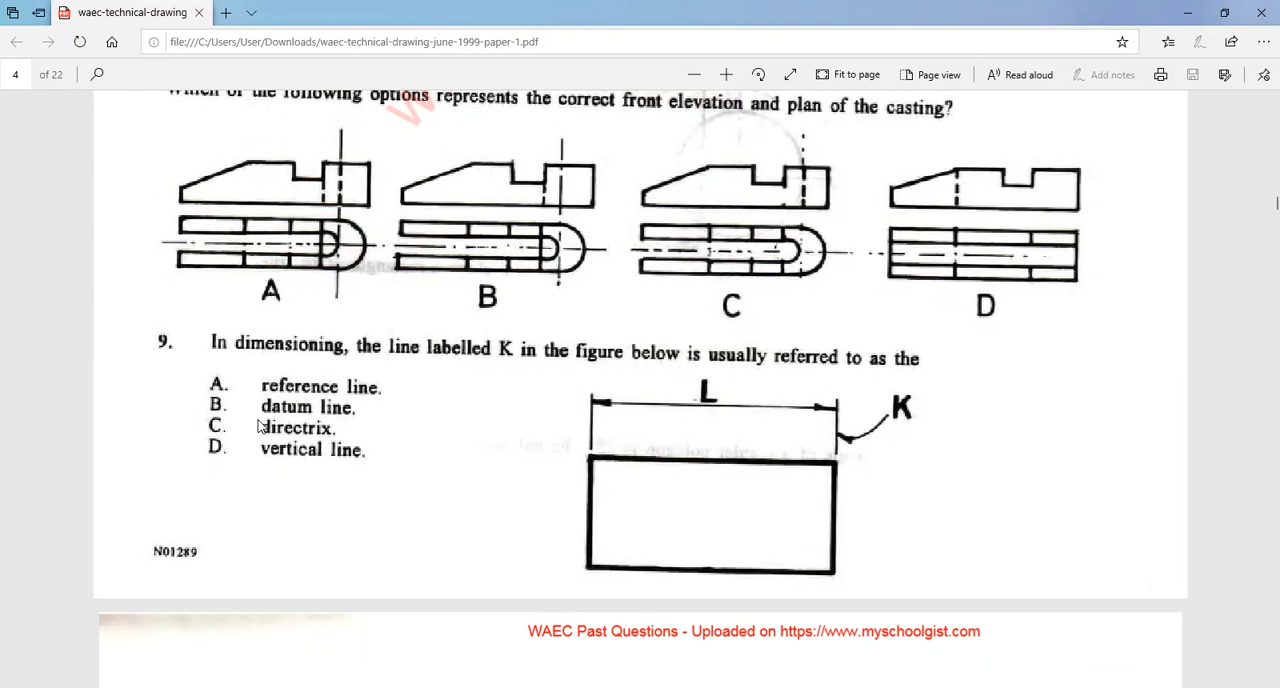 waec-technical-drawing
file:///C:/Users/User/Downloads/waec-technical-drawing-june-1999-paper-1.pdf
4 of 22
Fit to page
Page view
Read aloud
Add notes
Which of the following options represents the correct front elevation and plan of the casting?
W
A
B
C
D
9. In dimensioning, the line labelled K in the figure below is usually referred to as the
A. reference line.
B. datum line.
C. directrix.
D. vertical line.
L
K
N01289
WAEC Past Questions - Uploaded on https://www.myschoolgist.com